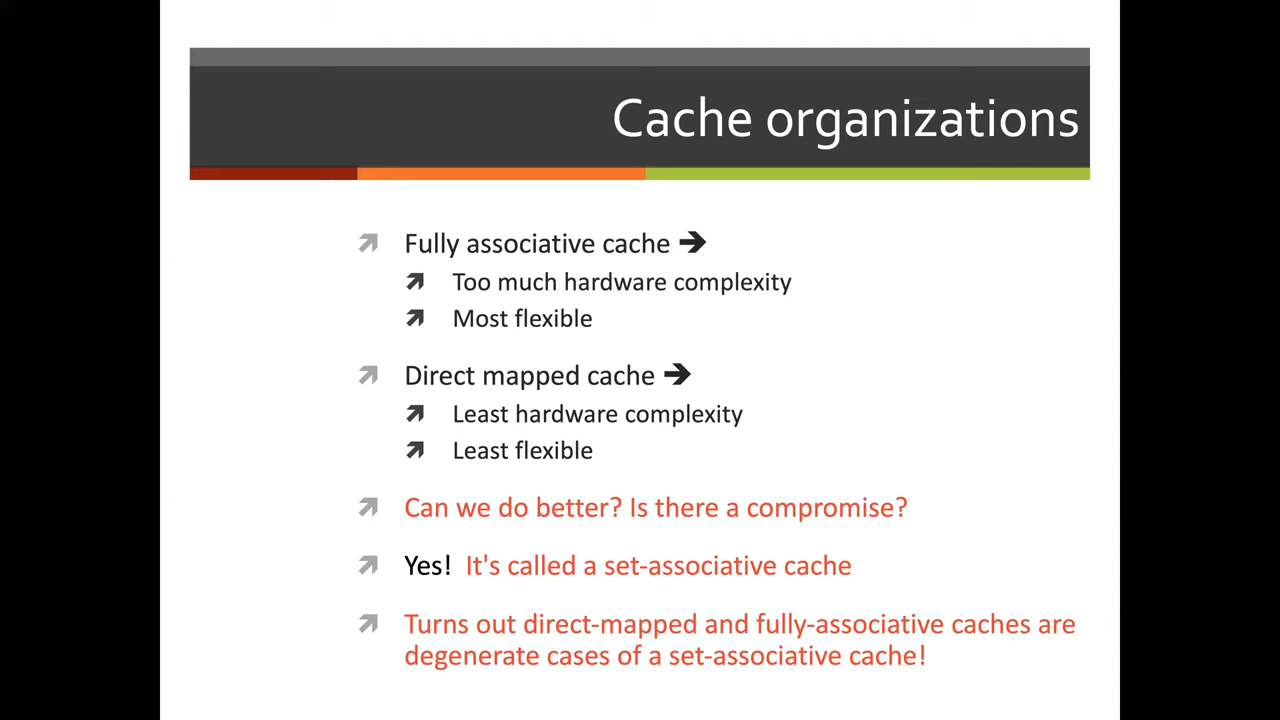 Cache organizations
Fully associative cache ➔
Too much hardware complexity
Most flexible
Direct mapped cache ➔
Least hardware complexity
Least flexible
Can we do better? Is there a compromise?
Yes! It's called a set-associative cache
Turns out direct-mapped and fully-associative caches are
degenerate cases of a set-associative cache!